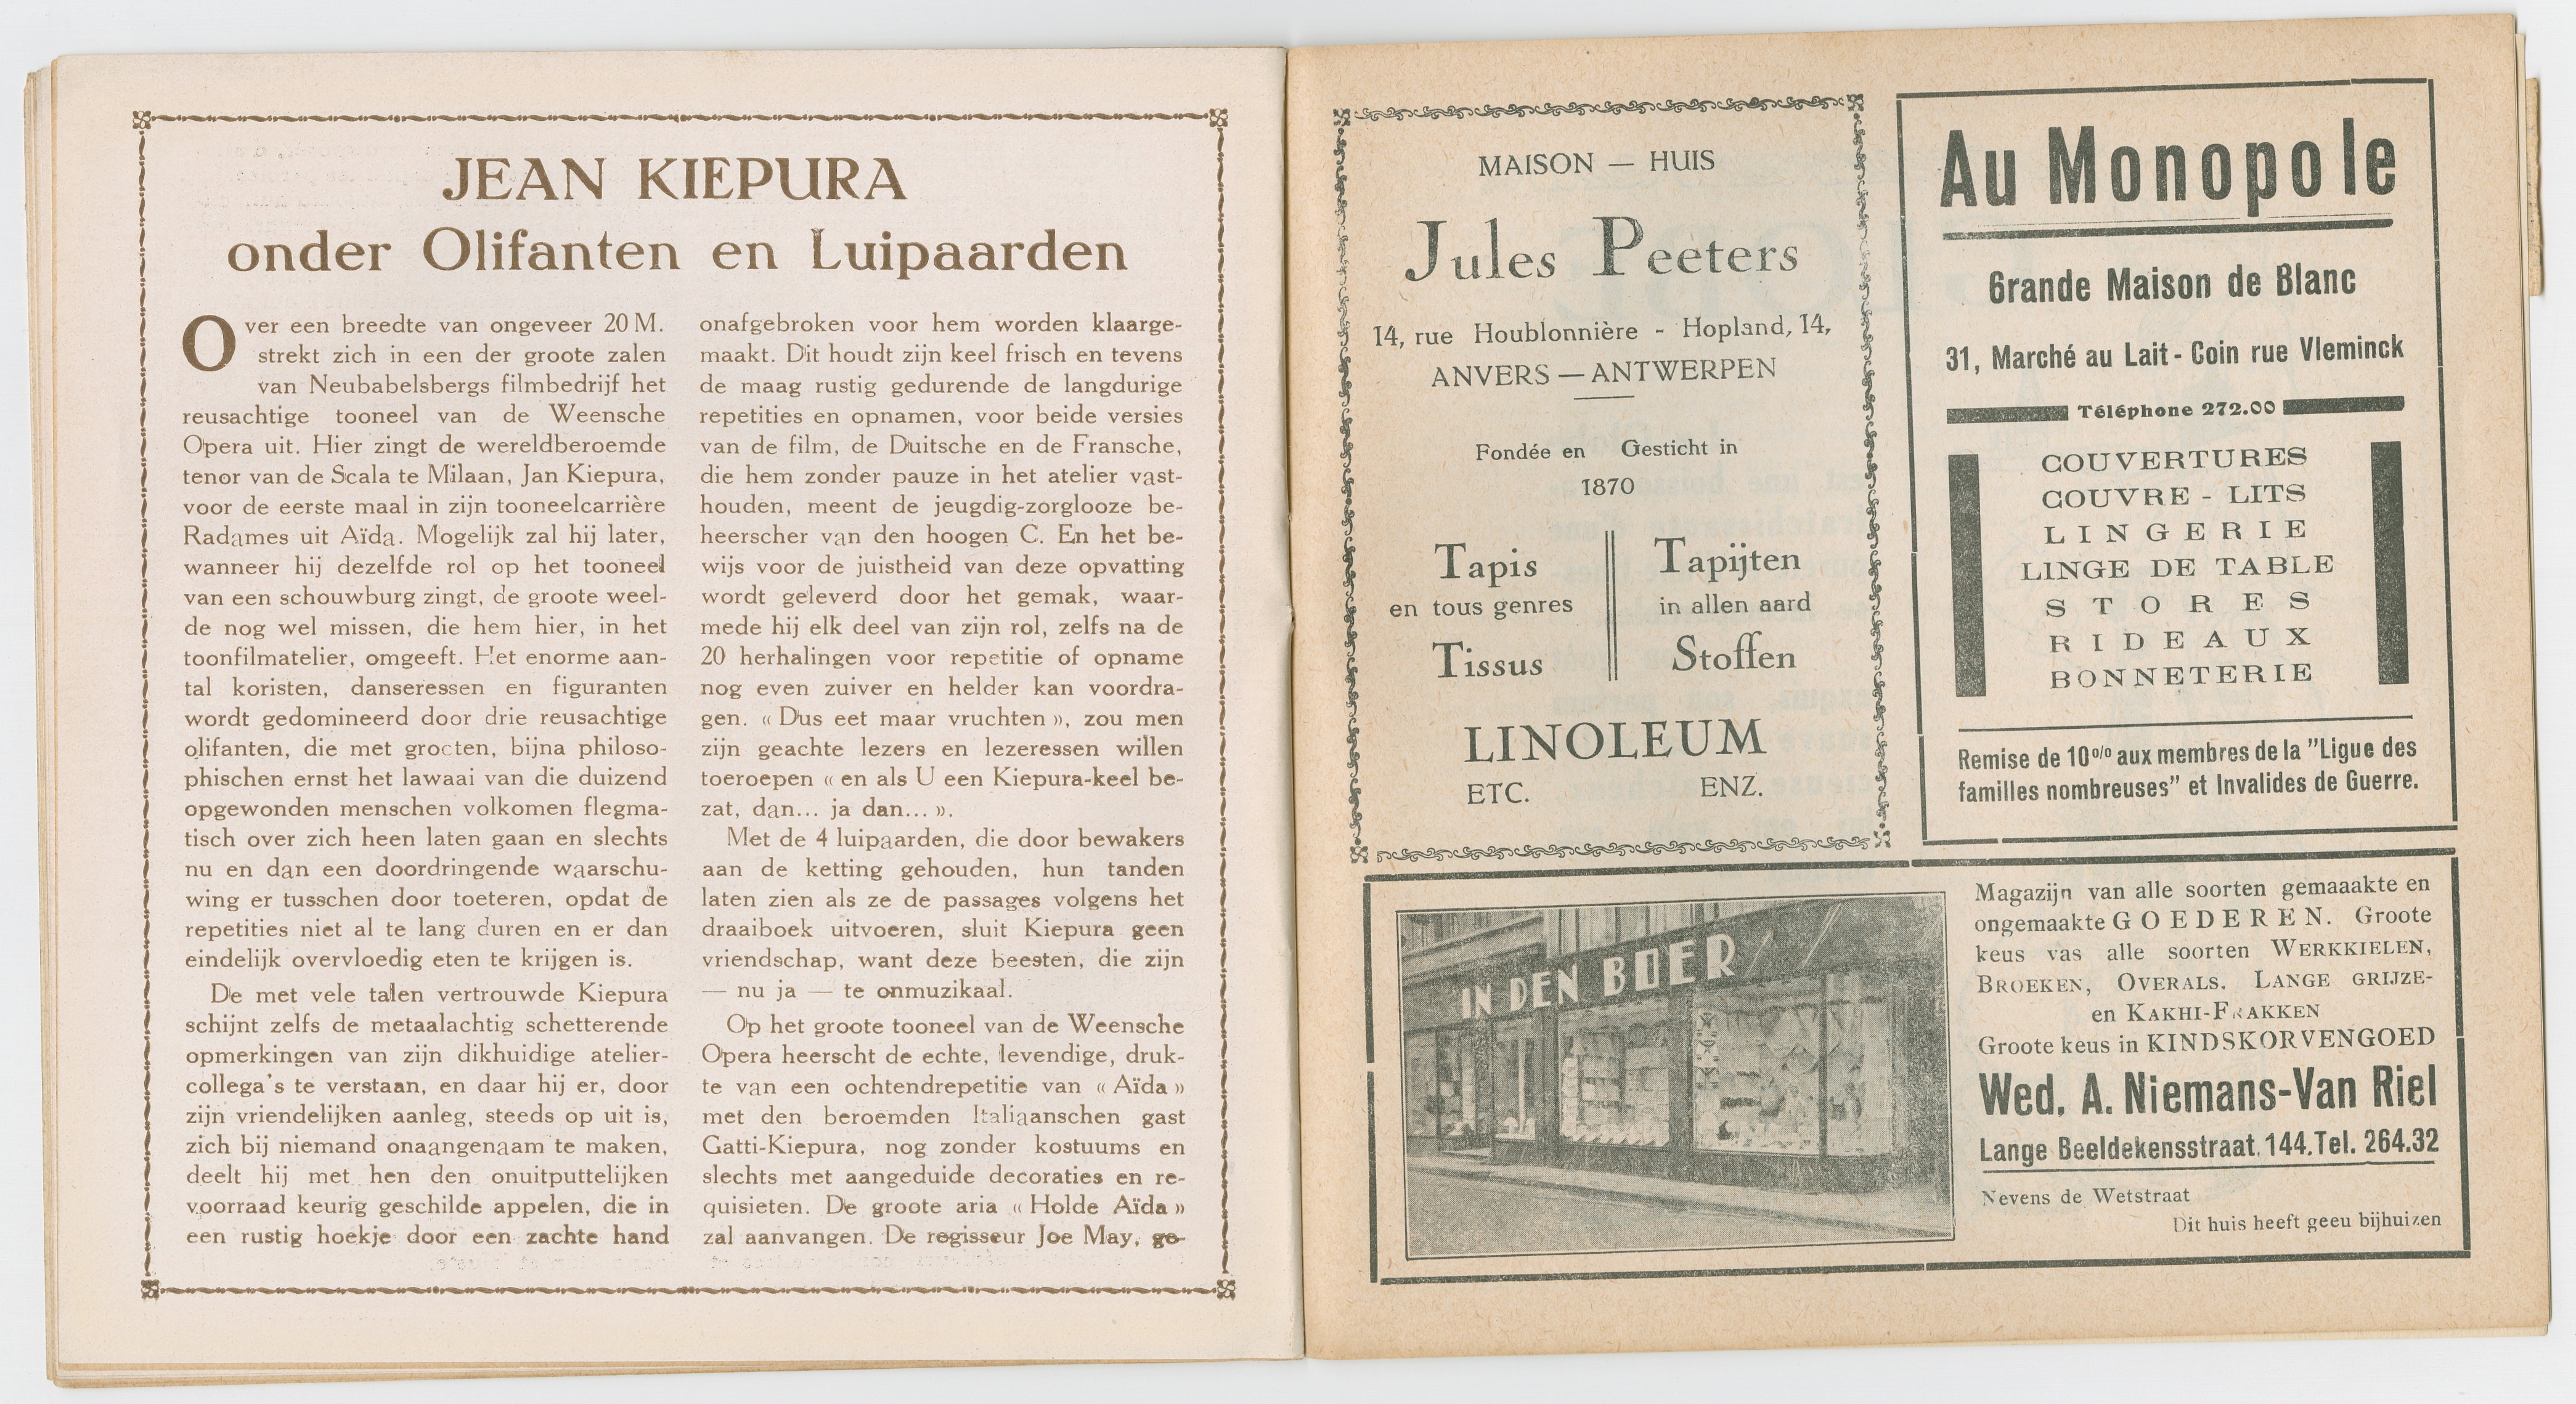 JEAN KIEPURA
onder Olifanten en Luipaarden
Over een breedte van ongeveer 20 M.
strekt zich in een der groote zalen
van Neubabelsbergs filmbedrijf het
reusachtige tooneel van de Weensche
Opera uit. Hier zingt de wereldberoemde
tenor van de Scala te Milaan, Jan Kiepura,
voor de eerste maal in zijn tooneelcarrière
Radames uit Aïda. Mogelijk zal hij later,
wanneer hij dezelfde rol op het tooneel
van een schouwburg zingt, de groote weel-
de nog wel missen, die hem hier, in het
toonfilmatelier, omgeeft. Het enorme aan-
tal koristen, danseressen en figuranten
wordt gedomineerd door drie reusachtige
olifanten, die met grooten, bijna philoso-
phischen ernst het lawaai van die duizend
opgewonden menschen volkomen flegma-
tisch over zich heen laten gaan en slechts
nu en dan een doordringende waarschu-
wing er tusschen door toeteren, opdat de
repetities niet al te lang duren en er dan
eindelijk overvloedig eten te krijgen is.
De met vele talen vertrouwde Kiepura
schijnt zelfs de metaalachtig schetterende
opmerkingen van zijn dikhuidige atelier-
collega's te verstaan, en daar hij er, door
zijn vriendelijken aanleg, steeds op uit is,
zich bij niemand onaangenaam te maken,
deelt hij met hen den onuitputtelijken
voorraad keurig geschilde appelen, die in
een rustig hoekje door een zachte hand
onafgebroken voor hem worden klaarge-
maakt. Dit houdt zijn keel frisch en tevens
de maag rustig gedurende de langdurige
repetities en opnamen, voor beide versies
van de film, de Duitsche en de Fransche,
die hem zonder pauze in het atelier vast-
houden, meent de jeugdig-zorglooze be-
heerscher van den hoogen C. En het be-
wijs voor de juistheid van deze opvatting
wordt geleverd door het gemak, waar-
mede hij elk deel van zijn rol, zelfs na de
20 herhalingen voor repetitie of opname
nog even zuiver en helder kan voordra-
gen. « Dus eet maar vruchten », zou men
zijn geachte lezers en lezeressen willen
toeroepen « en als U een Kiepura-keel be-
zat, dan... ja dan... ».
Met de 4 luipaarden, die door bewakers
aan de ketting gehouden, hun tanden
laten zien als ze de passages volgens het
draaiboek uitvoeren, sluit Kiepura geen
vriendschap, want deze beesten, die zijn
— nu ja — te onmuzikaal.
Op het groote tooneel van de Weensche
Opera heerscht de echte, levendige, druk-
te van een ochtendrepetitie van « Aïda »
met den beroemden Italiaanschen gast
Gatti-Kiepura, nog zonder kostuums en
slechts met aangeduide decoraties en re-
quisieten. De groote aria « Holde Aïda »
zal aanvangen. De regisseur Joe May, ge-
MAISON — HUIS
Jules Peeters
14, rue Houblonnière - Hopland, 14,
ANVERS — ANTWERPEN
Fondée en Gesticht in
1870
Tapis Tapijten
en tous genres in allen aard
Tissus Stoffen
LINOLEUM
ETC. ENZ.
Au Monopole
Grande Maison de Blanc
31, Marché au Lait - Coin rue Vleminck
Téléphone 272.00
COUVERTURES
COUVRE - LITS
LINGERIE
LINGE DE TABLE
STORES
RIDEAUX
BONNETERIE
Remise de 10% aux membres de la "Ligue des
familles nombreuses" et Invalides de Guerre.
IN DEN BOER
Magazijn van alle soorten gemaaakte en
ongemaakte GOEDEREN. Groote
keus vas alle soorten WERKKIELEN,
BROEKEN, OVERALS, LANGE GRIJZE-
en KAKHI-FRAKKEN
Groote keus in KINDSKORVENGOED
Wed. A. Niemans-Van Riel
Lange Beeldekensstraat, 144. Tel. 264.32
Nevens de Wetstraat
Dit huis heeft geeu bijhuizen